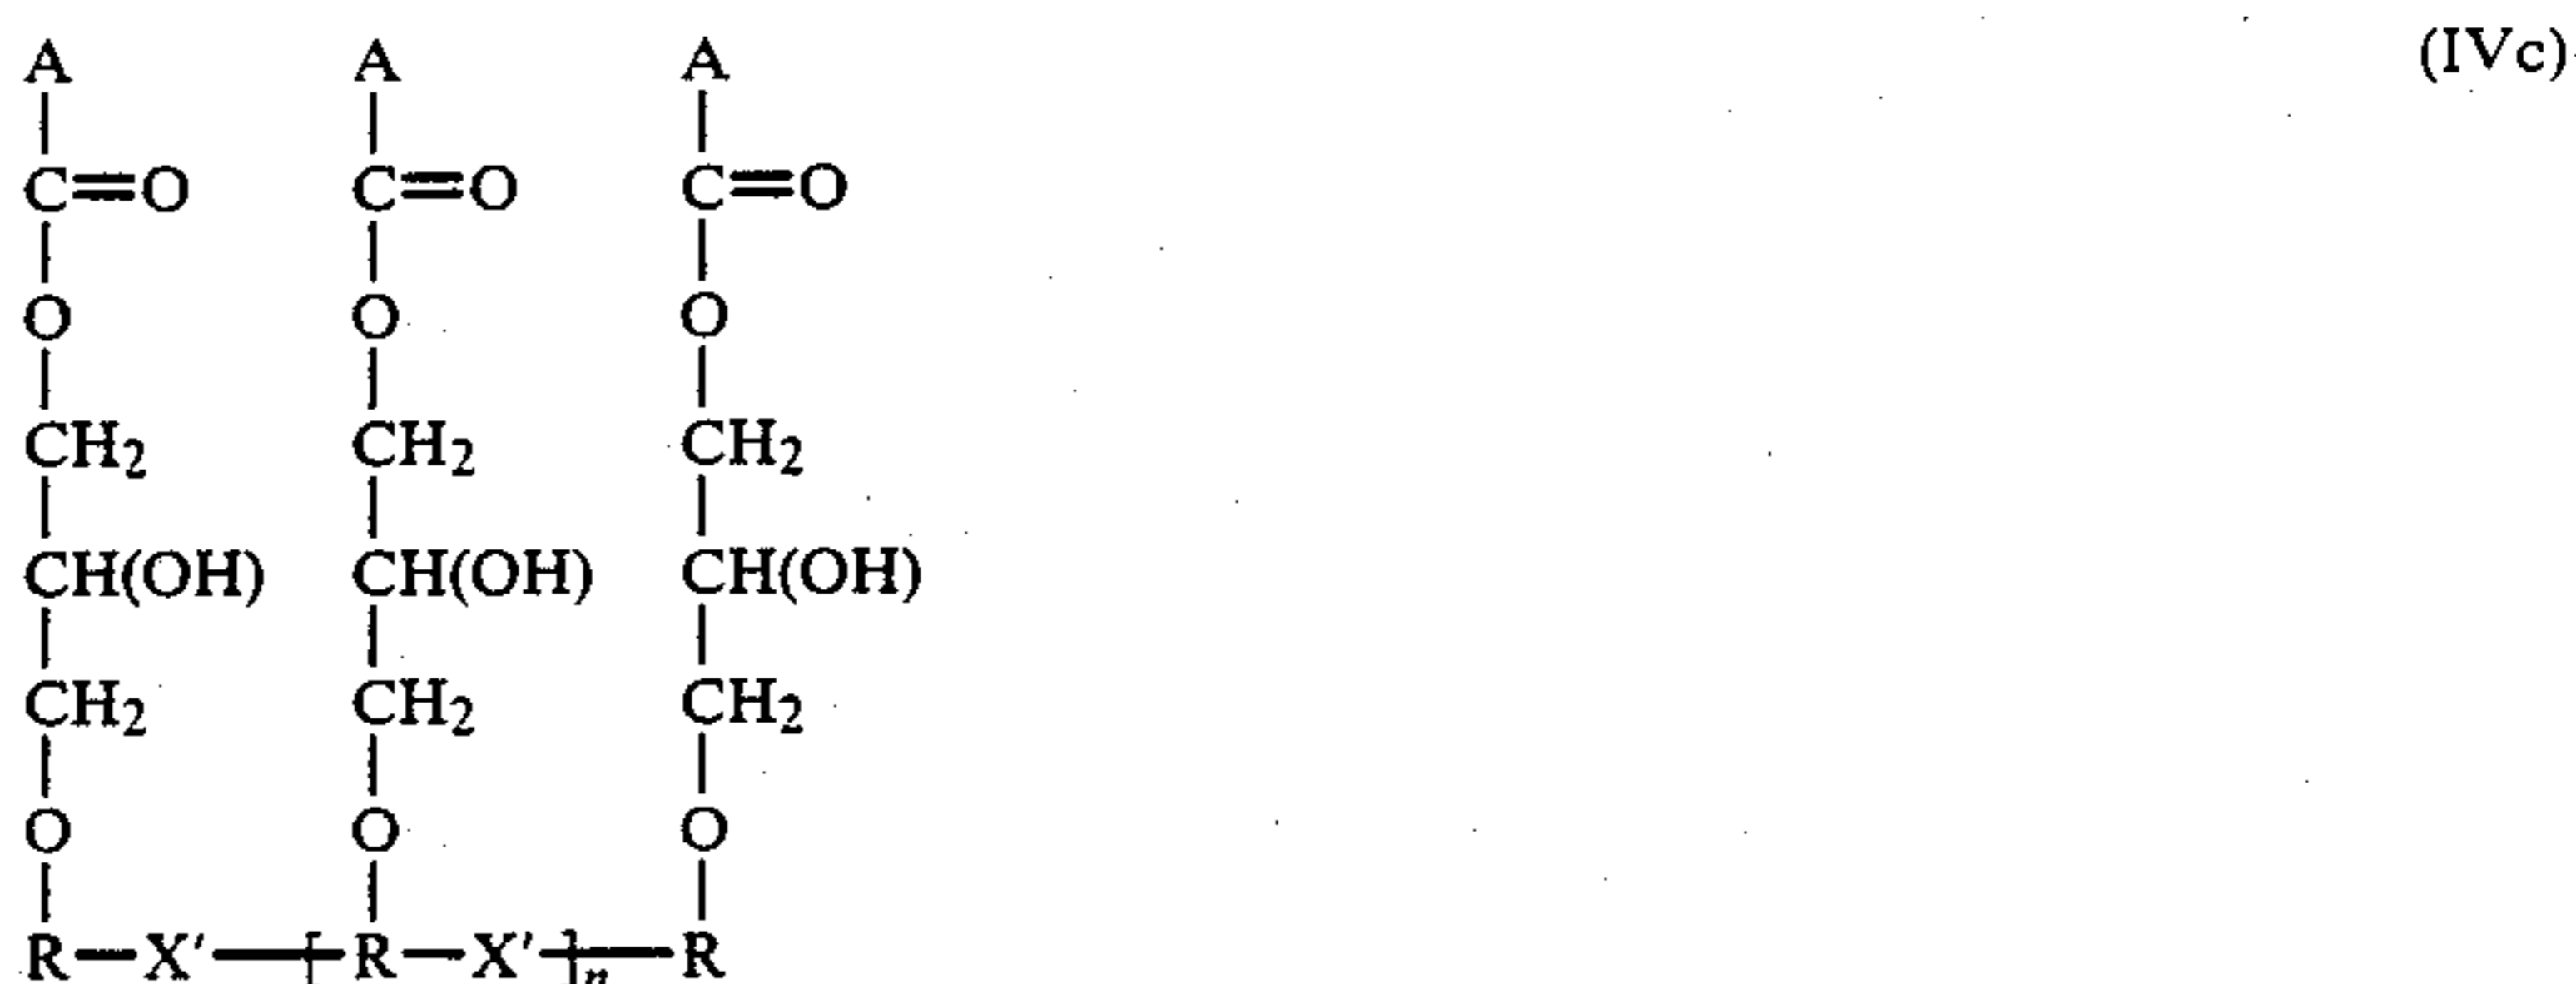 A A A (IVc)
C=O C=O C=O
O O O
CH₂ CH₂ CH₂
CH(OH) CH(OH) CH(OH)
CH₂ CH₂ CH₂
O O O
R—X′—[R—X′]ₙ—R